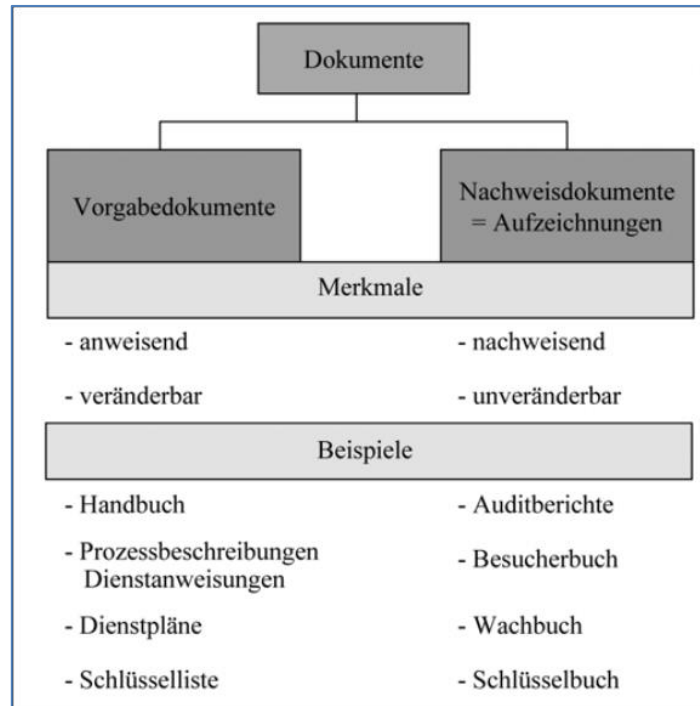 Dokumente
Vorgabedokumente
Nachweisdokumente
= Aufzeichnungen
Merkmale
- anweisend
- nachweisend
- veränderbar
- unveränderbar
Beispiele
- Handbuch
- Auditberichte
- Prozessbeschreibungen
Dienstanweisungen
- Besucherbuch
- Dienstpläne
- Wachbuch
- Schlüsselliste
- Schlüsselbuch